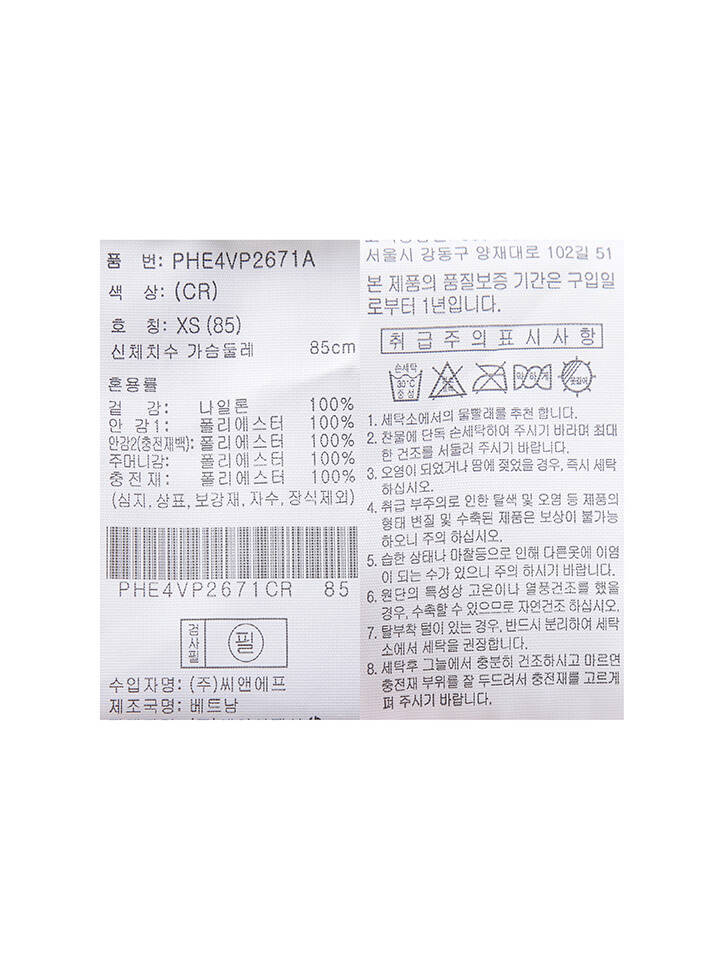 품 번: PHE4VP2671A
색 상: (CR)
호 칭: XS (85)
신체치수 가슴둘레 85cm
혼용률
겉 감: 나일론 100%
안 감1: 폴리에스터 100%
안감2(충전재백): 폴리에스터 100%
주머니감: 폴리에스터 100%
충 전 재: 폴리에스터 100%
(심지, 상표, 보강재, 자수, 장식제외)
PHE4VP2671CR 85
검사필 필
수입자명: (주)씨앤에프
제조국명: 베트남
서울시 강동구 양재대로 102길 51
본 제품의 품질보증 기간은 구입일
로부터 1년입니다.
취급주의표시사항
손세탁
30°C
중성
1. 세탁소에서의 물빨래를 추천 합니다.
2. 찬물에 단독 손세탁하여 주시기 바라며 최대
한 건조를 서둘러 주시기 바랍니다.
3. 오염이 되었거나 땀에 젖었을 경우, 즉시 세탁
하십시오.
4. 취급 부주의로 인한 탈색 및 오염 등 제품의
형태 변질 및 수축된 제품은 보상이 불가능
하오니 주의 하십시오.
5. 습한 상태나 마찰등으로 인해 다른옷에 이염
이 되는 수가 있으니 주의 하시기 바랍니다.
6. 원단의 특성상 고온이나 열풍건조를 했을
경우, 수축할 수 있으므로 자연건조 하십시오.
7. 탈부착 털이 있는 경우, 반드시 분리하여 세탁
소에서 세탁을 권장합니다.
8. 세탁후 그늘에서 충분히 건조하시고 마르면
충전재 부위를 잘 두드려서 충전재를 고르게
펴 주시기 바랍니다.